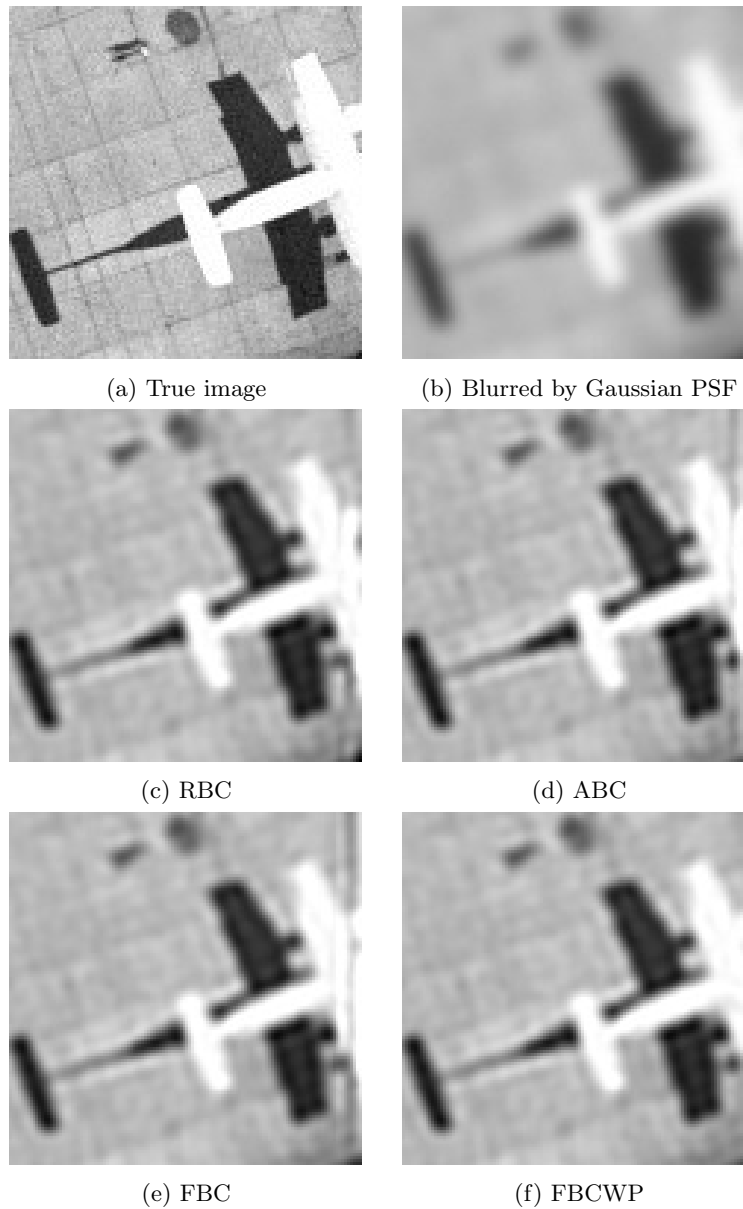 (a) True image
(b) Blurred by Gaussian PSF
(c) RBC
(d) ABC
(e) FBC
(f) FBCWP